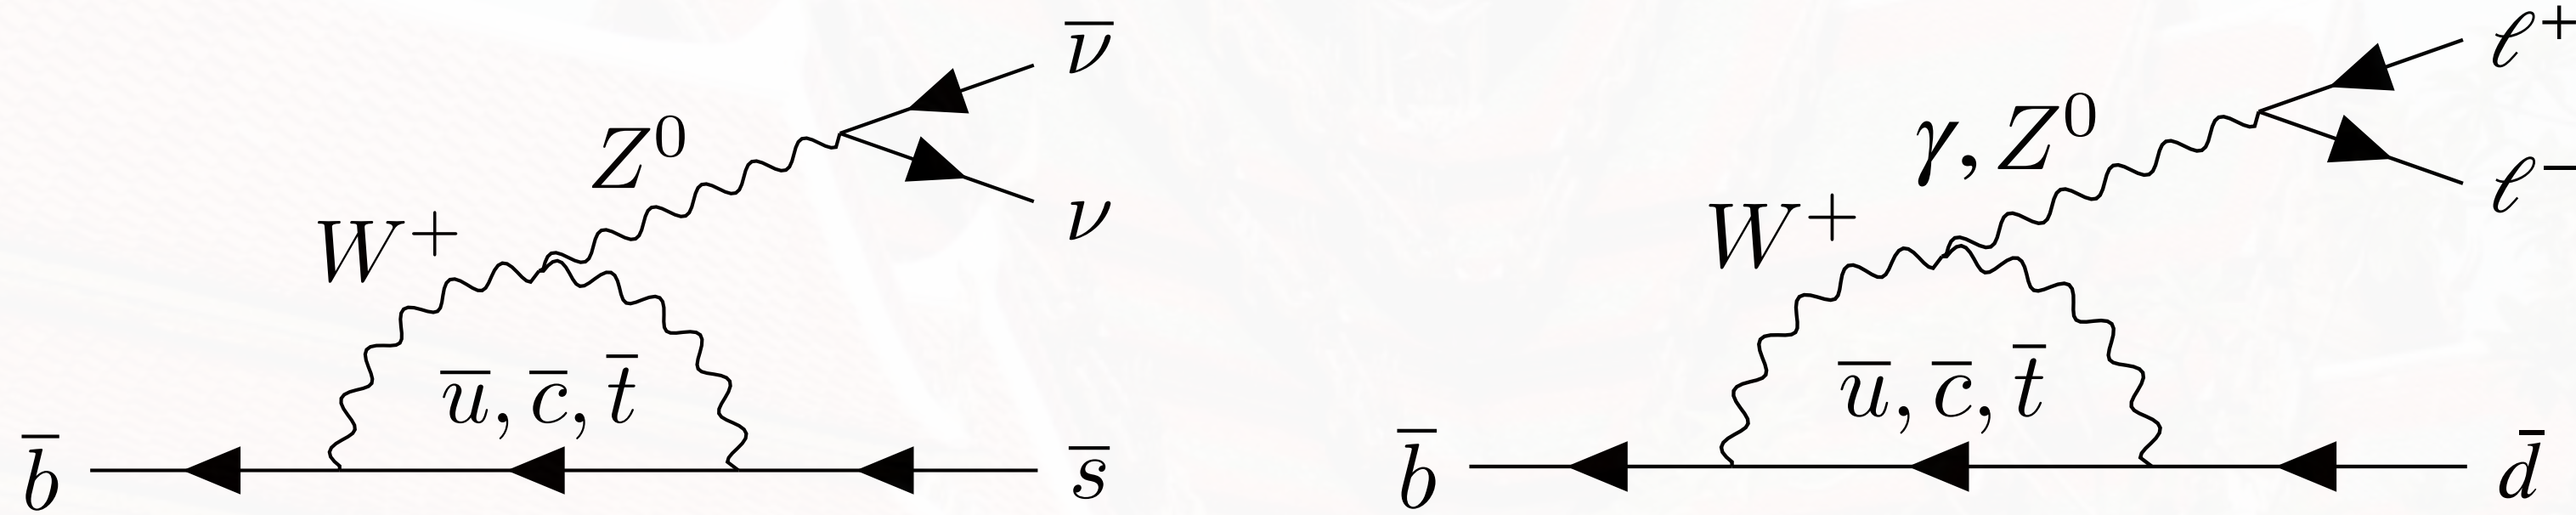 ν̅
Z⁰
W⁺
ν
u̅, c̅, t̅
b̅
s̅
ℓ⁺
γ, Z⁰
W⁺
ℓ⁻
u̅, c̅, t̅
b̅
d̅